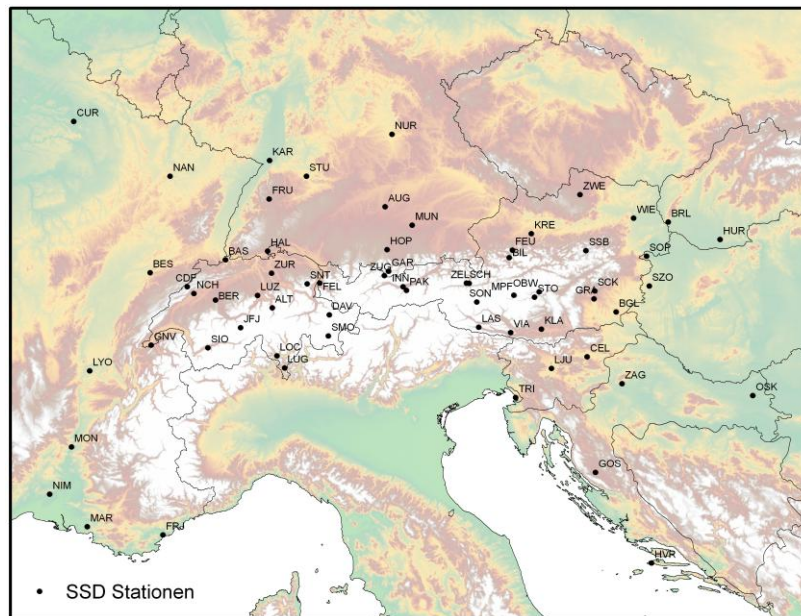 CUR
NUR
KAR
NAN
STU
ZWE
FRU
AUG
WIE
BRL
MUN
KRE
HUR
HAL
HOP
FEU
SSB
BAS
BIL
SOP
BES
ZUR
GAR
ZUG
CDF
SNT
INN
ZEL
SCH
OBW
SCK
SZO
NCH
LUZ
FEL
PAK
MPF
STO
GRA
BER
ALT
DAV
SON
BGL
JFJ
SMO
LAS
VIA
KLA
GNV
SIO
LOC
CEL
LYO
LUG
LJU
ZAG
TRI
OSK
MON
GOS
NIM
MAR
FRJ
HVR
SSD Stationen